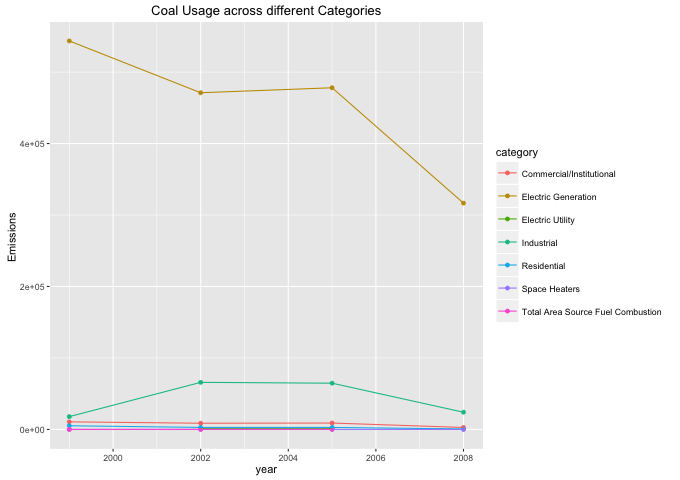 Coal Usage across different Categories
Emissions
4e+05
2e+05
0e+00
2000
2002
2004
2006
2008
year
category
Commercial/Institutional
Electric Generation
Electric Utility
Industrial
Residential
Space Heaters
Total Area Source Fuel Combustion